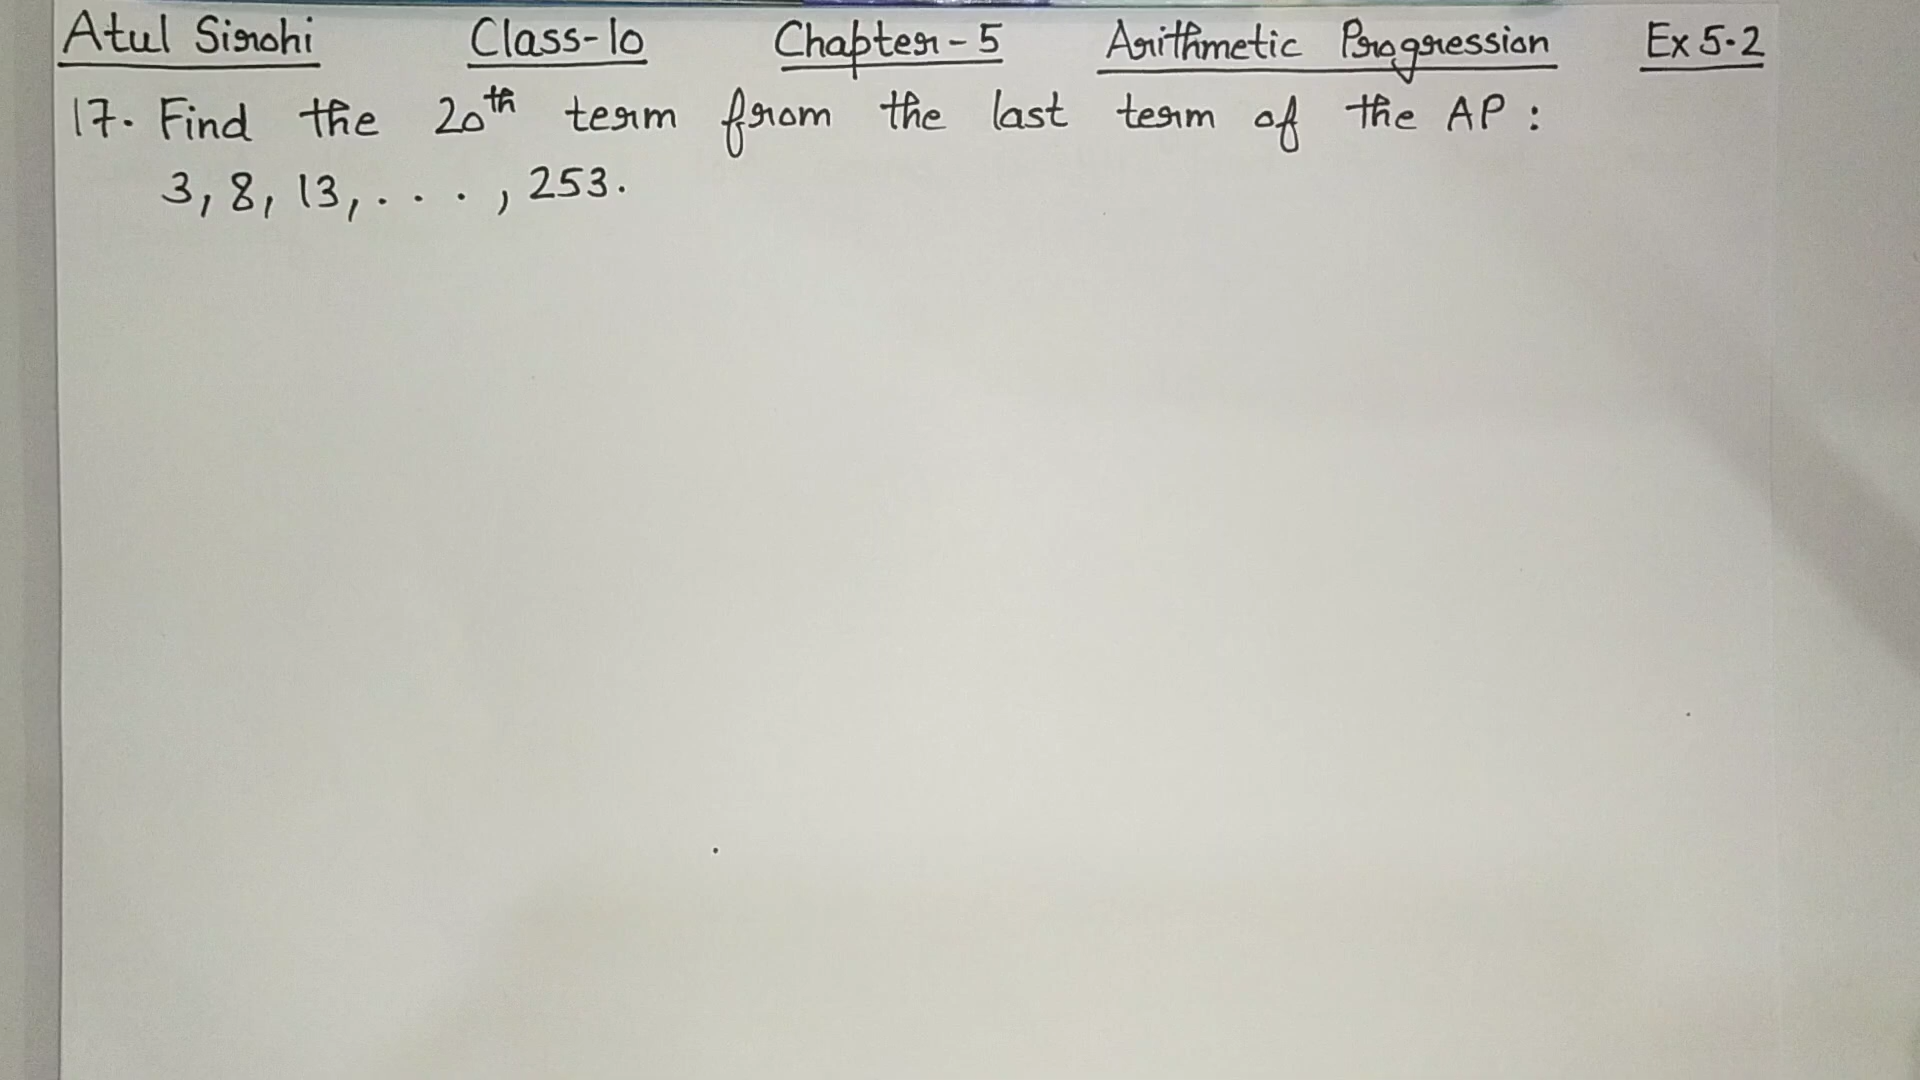 Atul Sirohi Class-10 Chapter-5 Arithmetic Progression Ex 5.2
17. Find the 20th term from the last term of the AP :
3, 8, 13, . . . , 253.